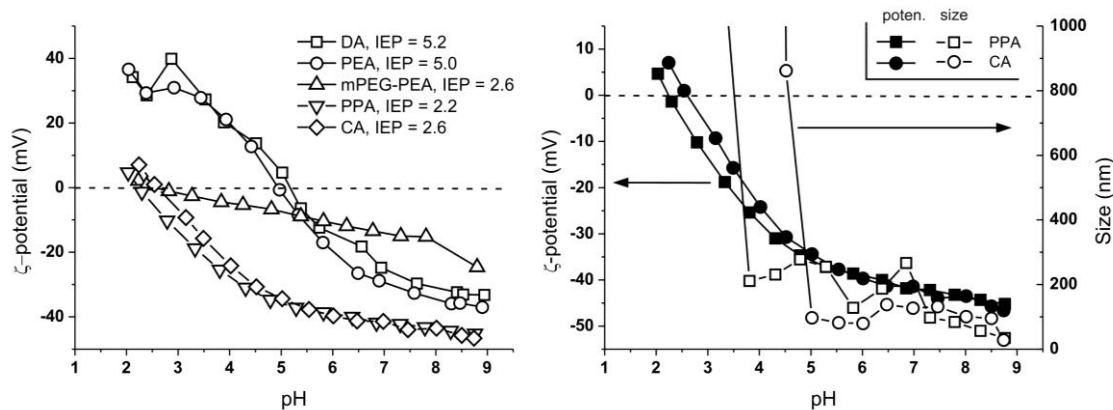 40
20
0
-20
-40
ζ–potential (mV)
1 2 3 4 5 6 7 8 9
pH
DA, IEP = 5.2
PEA, IEP = 5.0
mPEG-PEA, IEP = 2.6
PPA, IEP = 2.2
CA, IEP = 2.6
10
0
-10
-20
-30
-40
-50
ζ-potential (mV)
1 2 3 4 5 6 7 8 9
pH
poten. size
PPA
CA
1000
800
600
400
200
0
Size (nm)